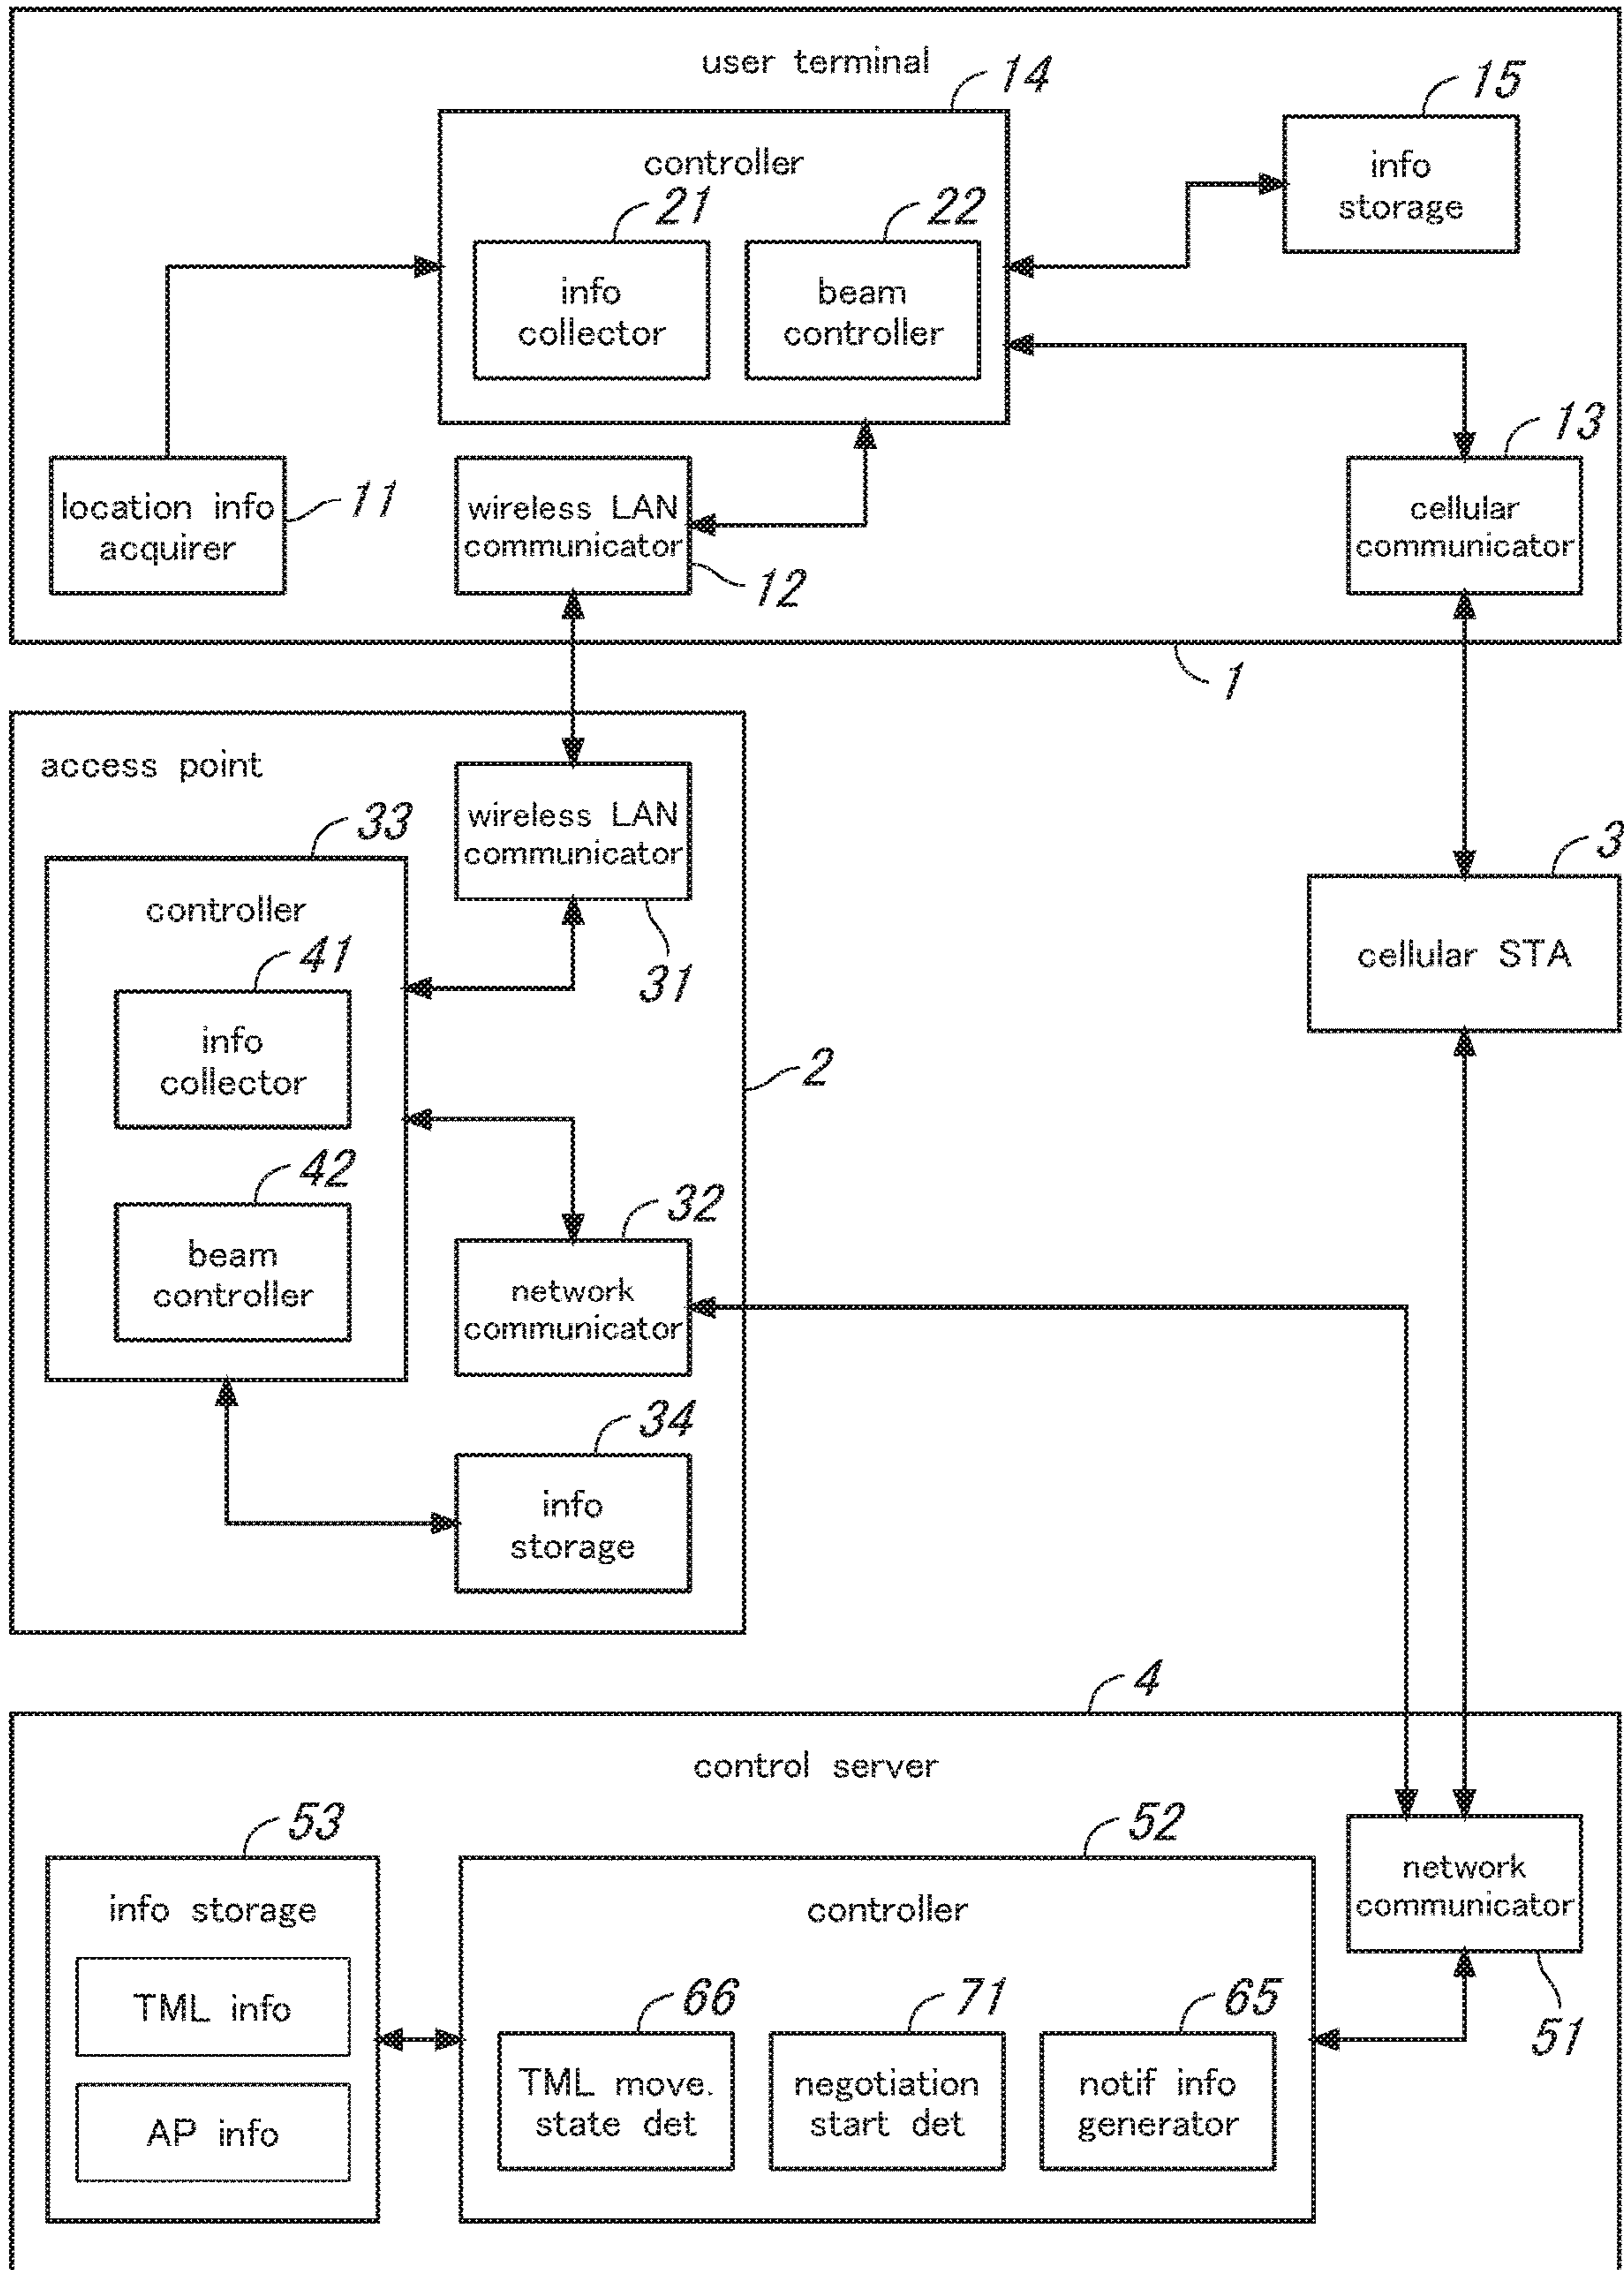 user terminal
14
15
controller
info
storage
21
22
info
collector
beam
controller
13
location info
acquirer
11
wireless LAN
communicator
12
cellular
communicator
1
access point
wireless LAN
communicator
33
3
controller
31
cellular STA
41
info
collector
2
42
32
beam
controller
network
communicator
34
info
storage
4
control server
53
52
network
communicator
info storage
controller
TML info
66
71
65
51
TML move.
state det
negotiation
start det
notif info
generator
AP info